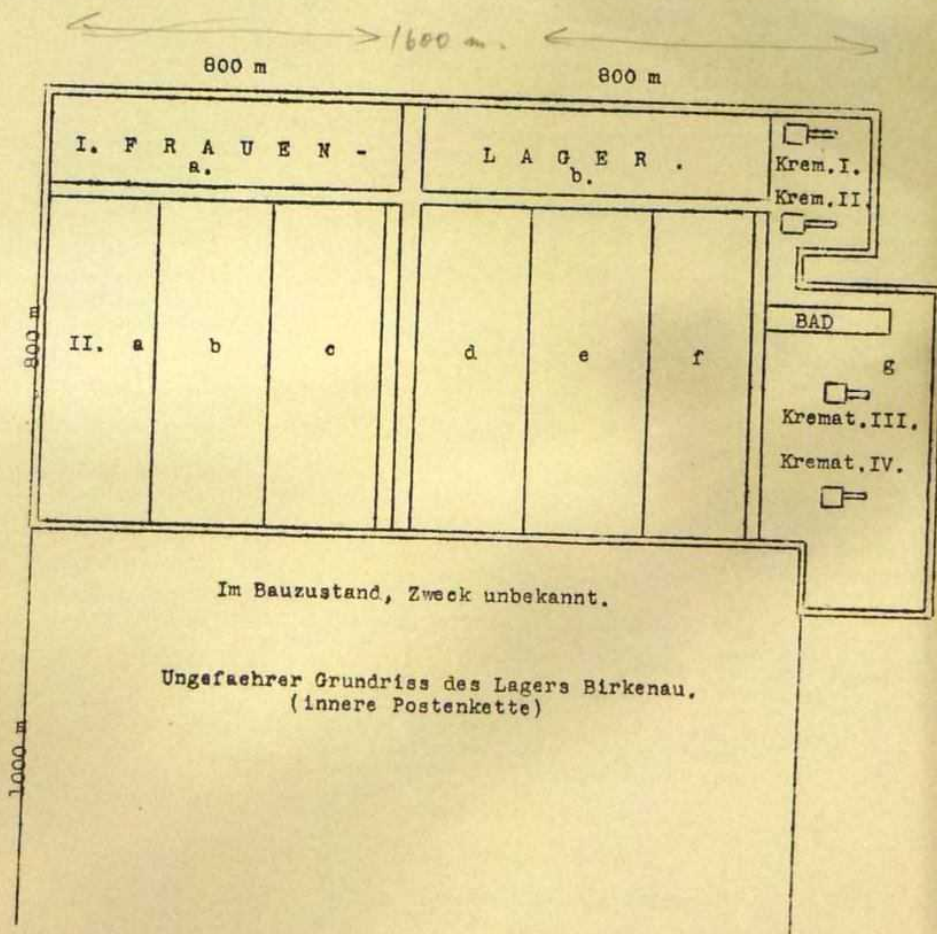 1600 m.
800 m
800 m
I. F R A U E N -
a.
L A G E R .
b.
Krem.I.
Krem.II.
800 m
II. a
b
c
d
e
f
BAD
g
Kremat.III.
Kremat.IV.
Im Bauzustand, Zweck unbekannt.
Ungefaehrer Grundriss des Lagers Birkenau.
(innere Postenkette)
1000 m